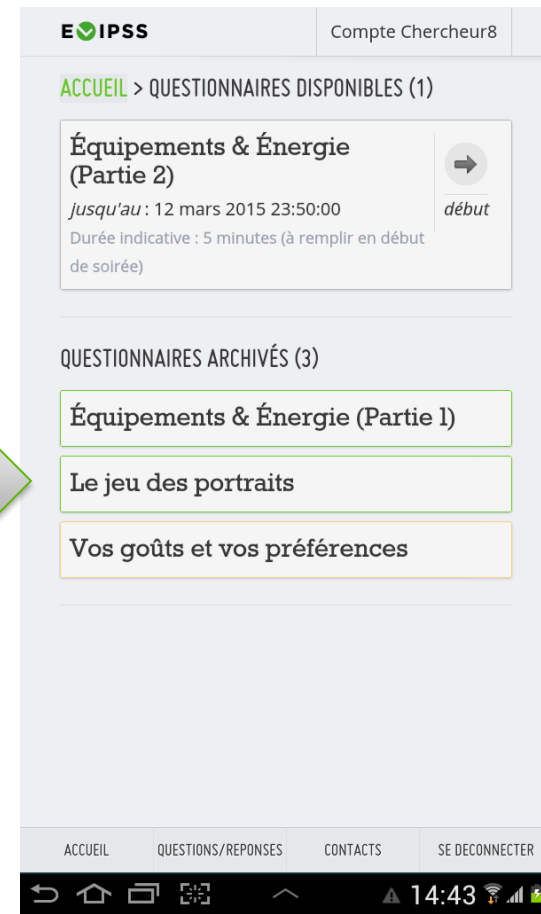 E IPSS
Compte Chercheur8
ACCUEIL > QUESTIONNAIRES DISPONIBLES (1)
Équipements & Énergie
(Partie 2)
jusqu'au : 12 mars 2015 23:50:00
début
Durée indicative : 5 minutes (à remplir en début
de soirée)
QUESTIONNAIRES ARCHIVÉS (3)
Équipements & Énergie (Partie 1)
Le jeu des portraits
Vos goûts et vos préférences
ACCUEIL
QUESTIONS/REPONSES
CONTACTS
SE DECONNECTER
14:43